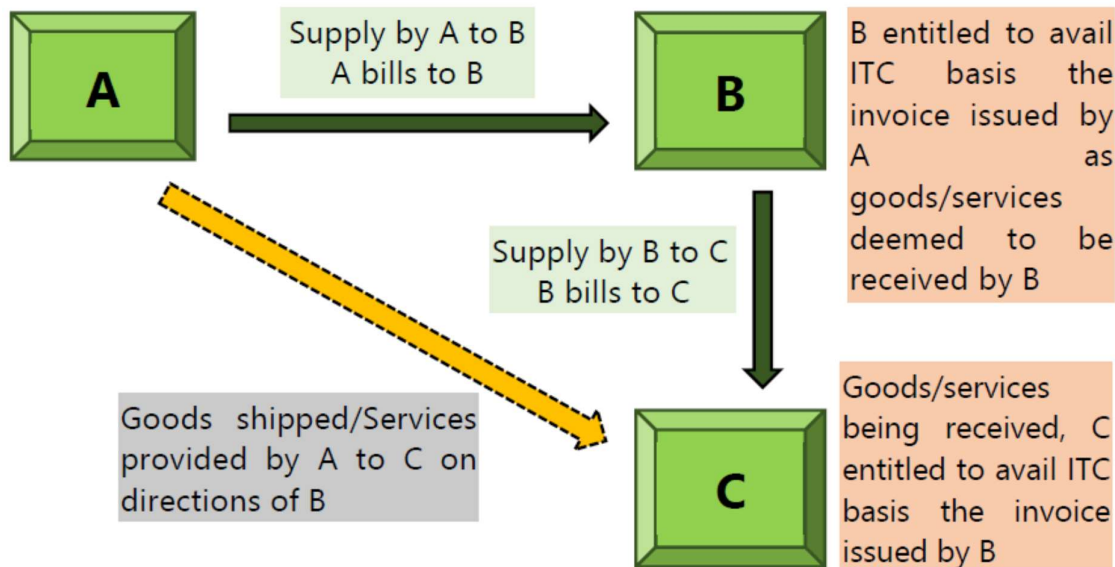 A
Supply by A to B
A bills to B
B
B entitled to avail
ITC basis the
invoice issued by
A as
goods/services
deemed to be
received by B
Supply by B to C
B bills to C
Goods shipped/Services
provided by A to C on
directions of B
C
Goods/services
being received, C
entitled to avail ITC
basis the invoice
issued by B